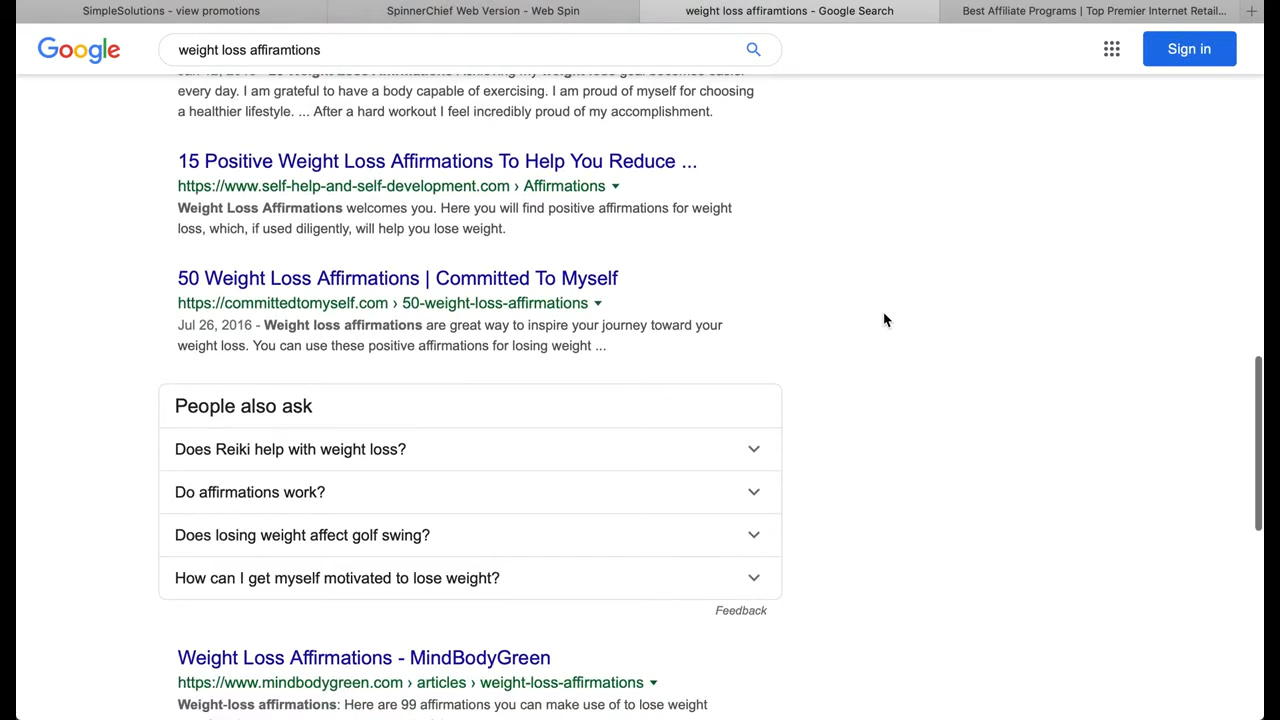 SimpleSolutions - view promotions
SpinnerChief Web Version - Web Spin
weight loss affiramtions - Google Search
Best Affiliate Programs | Top Premier Internet Retail...
Google
weight loss affiramtions
Sign in
every day. I am grateful to have a body capable of exercising. I am proud of myself for choosing
a healthier lifestyle. ... After a hard workout I feel incredibly proud of my accomplishment.
15 Positive Weight Loss Affirmations To Help You Reduce ...
https://www.self-help-and-self-development.com › Affirmations
Weight Loss Affirmations welcomes you. Here you will find positive affirmations for weight
loss, which, if used diligently, will help you lose weight.
50 Weight Loss Affirmations | Committed To Myself
https://committedtomyself.com › 50-weight-loss-affirmations
Jul 26, 2016 - Weight loss affirmations are great way to inspire your journey toward your
weight loss. You can use these positive affirmations for losing weight ...
People also ask
Does Reiki help with weight loss?
Do affirmations work?
Does losing weight affect golf swing?
How can I get myself motivated to lose weight?
Feedback
Weight Loss Affirmations - MindBodyGreen
https://www.mindbodygreen.com › articles › weight-loss-affirmations
Weight-loss affirmations: Here are 99 affirmations you can make use of to lose weight